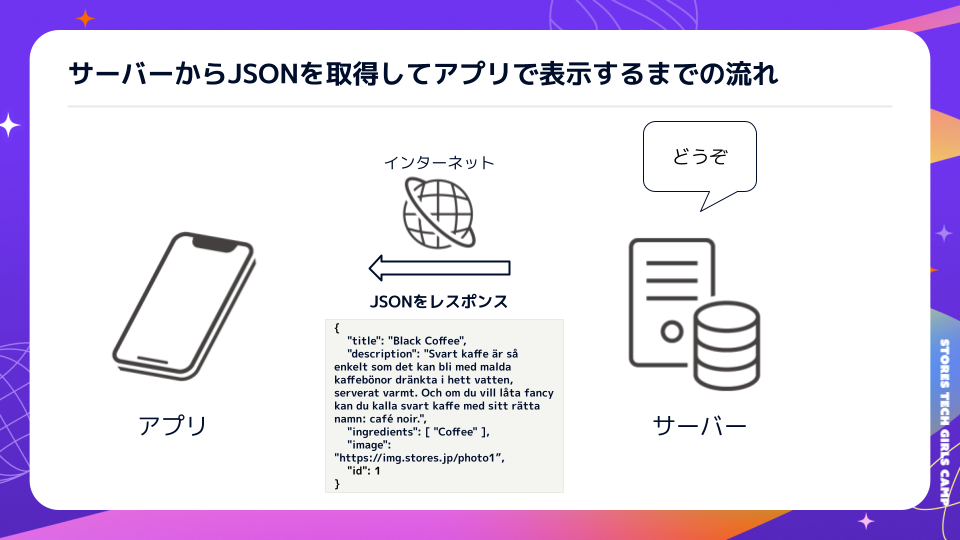 サーバーからJSONを取得してアプリで表示するまでの流れ
どうぞ
インターネット
JSONをレスポンス
{
"title": "Black Coffee",
"description": "Svart kaffe är så
enkelt som det kan bli med malda
kaffebönor dränkta i hett vatten,
serverat varmt. Och om du vill låta fancy
kan du kalla svart kaffe med sitt rätta
namn: café noir.",
"ingredients": [ "Coffee" ],
"image":
"https://img.stores.jp/photo1”,
"id": 1
}
アプリ
サーバー
STORES TECH GIRLS CAMP